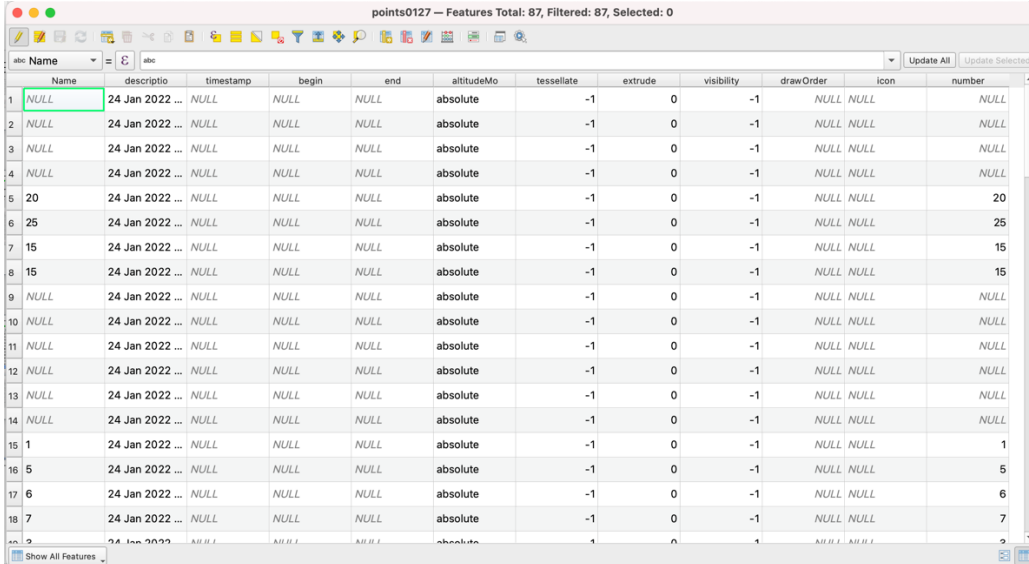 points0127 — Features Total: 87, Filtered: 87, Selected: 0
abc Name = ε abc Update All Update Selected
Name descriptio timestamp begin end altitudeMo tessellate extrude visibility drawOrder icon number
1 NULL 24 Jan 2022 ... NULL NULL NULL absolute -1 0 -1 NULL NULL NULL
2 NULL 24 Jan 2022 ... NULL NULL NULL absolute -1 0 -1 NULL NULL NULL
3 NULL 24 Jan 2022 ... NULL NULL NULL absolute -1 0 -1 NULL NULL NULL
4 NULL 24 Jan 2022 ... NULL NULL NULL absolute -1 0 -1 NULL NULL NULL
5 20 24 Jan 2022 ... NULL NULL NULL absolute -1 0 -1 NULL NULL 20
6 25 24 Jan 2022 ... NULL NULL NULL absolute -1 0 -1 NULL NULL 25
7 15 24 Jan 2022 ... NULL NULL NULL absolute -1 0 -1 NULL NULL 15
8 15 24 Jan 2022 ... NULL NULL NULL absolute -1 0 -1 NULL NULL 15
9 NULL 24 Jan 2022 ... NULL NULL NULL absolute -1 0 -1 NULL NULL NULL
10 NULL 24 Jan 2022 ... NULL NULL NULL absolute -1 0 -1 NULL NULL NULL
11 NULL 24 Jan 2022 ... NULL NULL NULL absolute -1 0 -1 NULL NULL NULL
12 NULL 24 Jan 2022 ... NULL NULL NULL absolute -1 0 -1 NULL NULL NULL
13 NULL 24 Jan 2022 ... NULL NULL NULL absolute -1 0 -1 NULL NULL NULL
14 NULL 24 Jan 2022 ... NULL NULL NULL absolute -1 0 -1 NULL NULL NULL
15 1 24 Jan 2022 ... NULL NULL NULL absolute -1 0 -1 NULL NULL 1
16 5 24 Jan 2022 ... NULL NULL NULL absolute -1 0 -1 NULL NULL 5
17 6 24 Jan 2022 ... NULL NULL NULL absolute -1 0 -1 NULL NULL 6
18 7 24 Jan 2022 ... NULL NULL NULL absolute -1 0 -1 NULL NULL 7
Show All Features